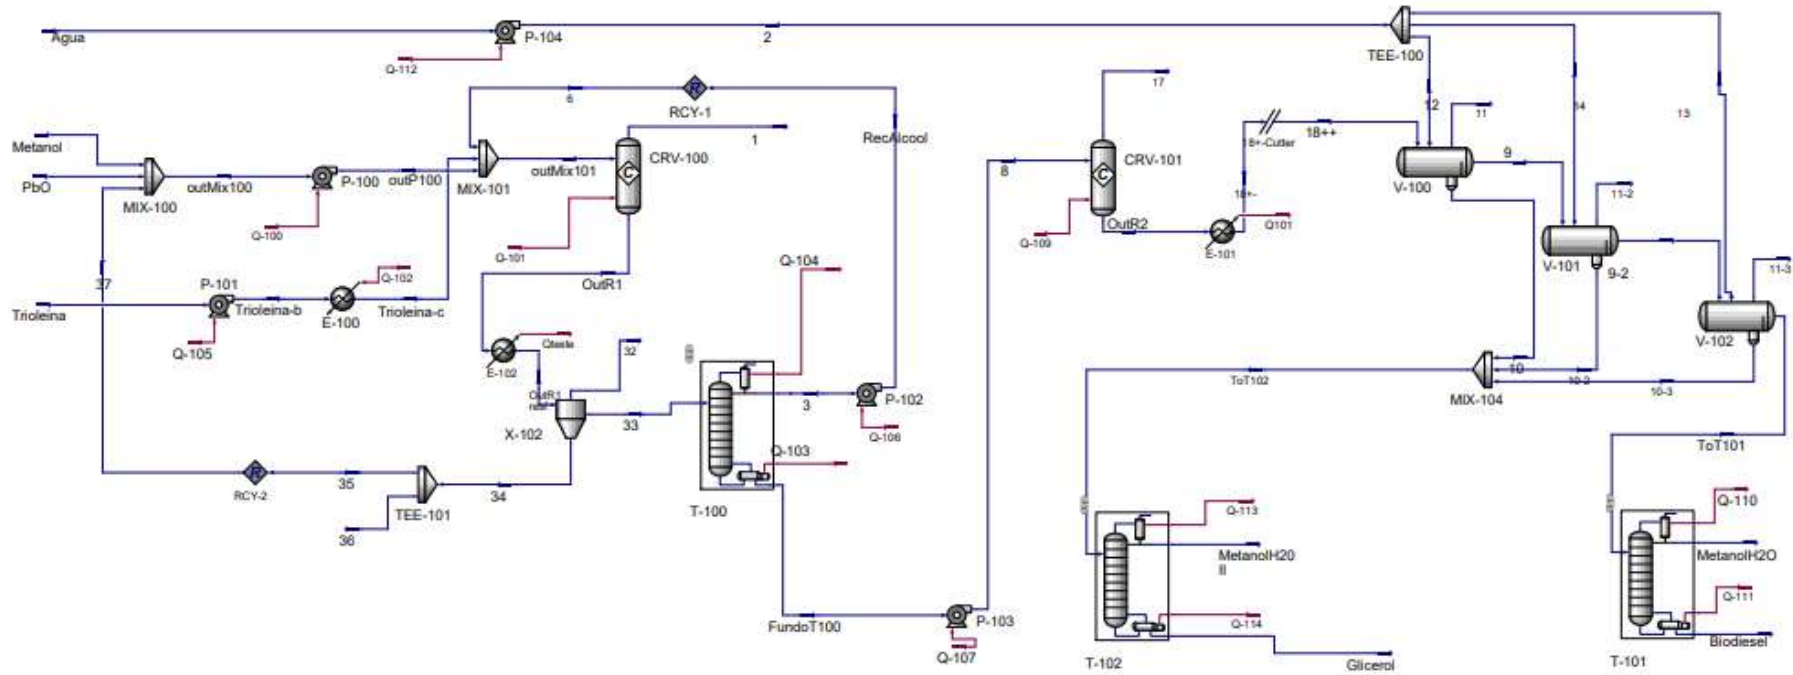 Agua
P-104
Q-112
2
TEE-100
12
14
13
11
6
RCY-1
RecAlcool
Metanol
PbO
MIX-100
outMix100
P-100
outP100
Q-100
MIX-101
outMix101
CRV-100
1
Q-101
OutR1
37
Trioleina
P-101
Trioleina-b
Q-105
E-100
Q-102
Trioleina-c
E-102
Qteste
32
X-102
33
34
TEE-101
35
36
RCY-2
T-100
Q-104
3
Q-103
P-102
Q-106
FundoT100
P-103
Q-107
8
17
CRV-101
Q-109
OutR2
E-101
Q101
18+-
18+-Cutter
18++
V-100
9
11-2
V-101
9-2
11-3
V-102
10
10-2
10-3
MIX-104
ToT102
ToT101
Q-113
MetanolH20
II
Q-114
Glicerol
T-102
Q-110
MetanolH2O
Q-111
Biodiesel
T-101